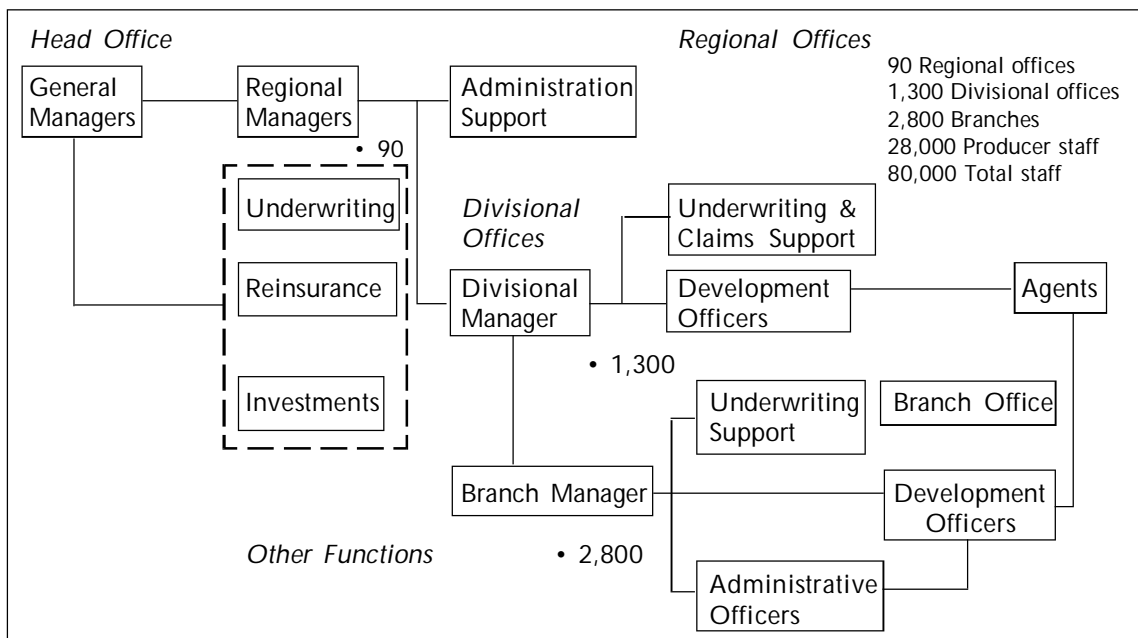 Head Office
Regional Offices
90 Regional offices
1,300 Divisional offices
2,800 Branches
28,000 Producer staff
80,000 Total staff
General
Managers
Regional
Managers
Administration
Support
• 90
Underwriting
Reinsurance
Investments
Divisional
Offices
Underwriting &
Claims Support
Divisional
Manager
Development
Officers
Agents
• 1,300
Underwriting
Support
Branch Office
Branch Manager
Development
Officers
Other Functions
• 2,800
Administrative
Officers